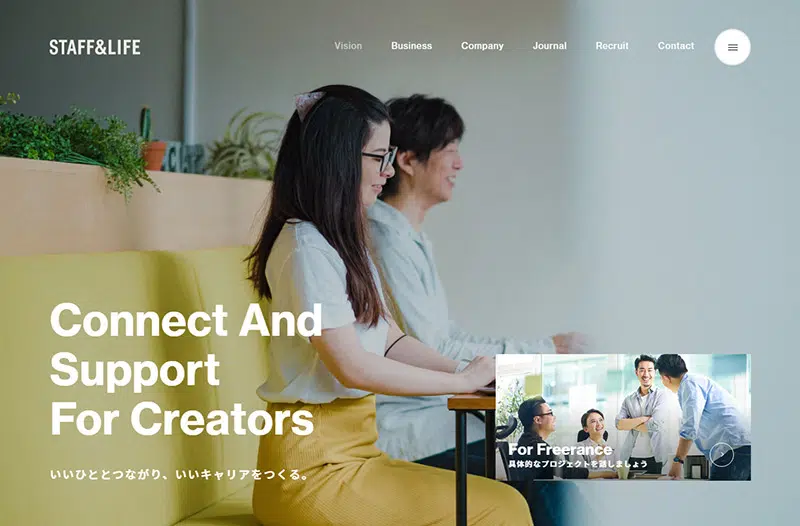 STAFF&LIFE
Vision
Business
Company
Journal
Recruit
Contact
Connect And
Support
For Creators
いいひととつながり、いいキャリアをつくる。
For Freerance
具体的なプロジェクトを話しましょう